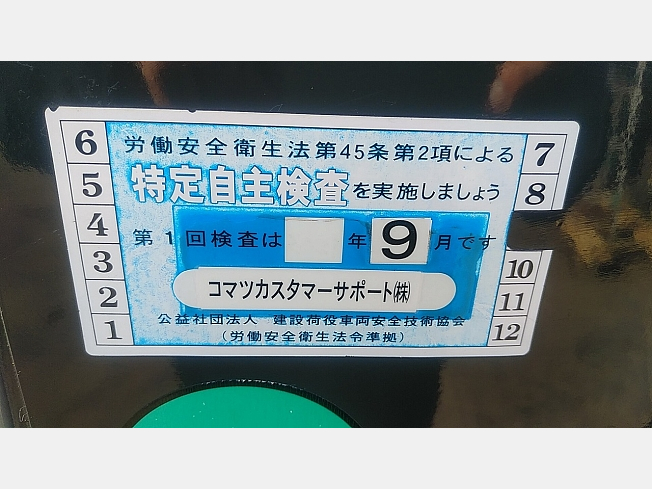 労働安全衛生法第45条第2項による
特定自主検査を実施しましょう
第1回検査は 年9月です
コマツカスタマーサポート㈱
公益社団法人 建設荷役車両安全技術協会
(労働安全衛生法令準拠)
6
5
4
3
2
1
7
8
10
11
12